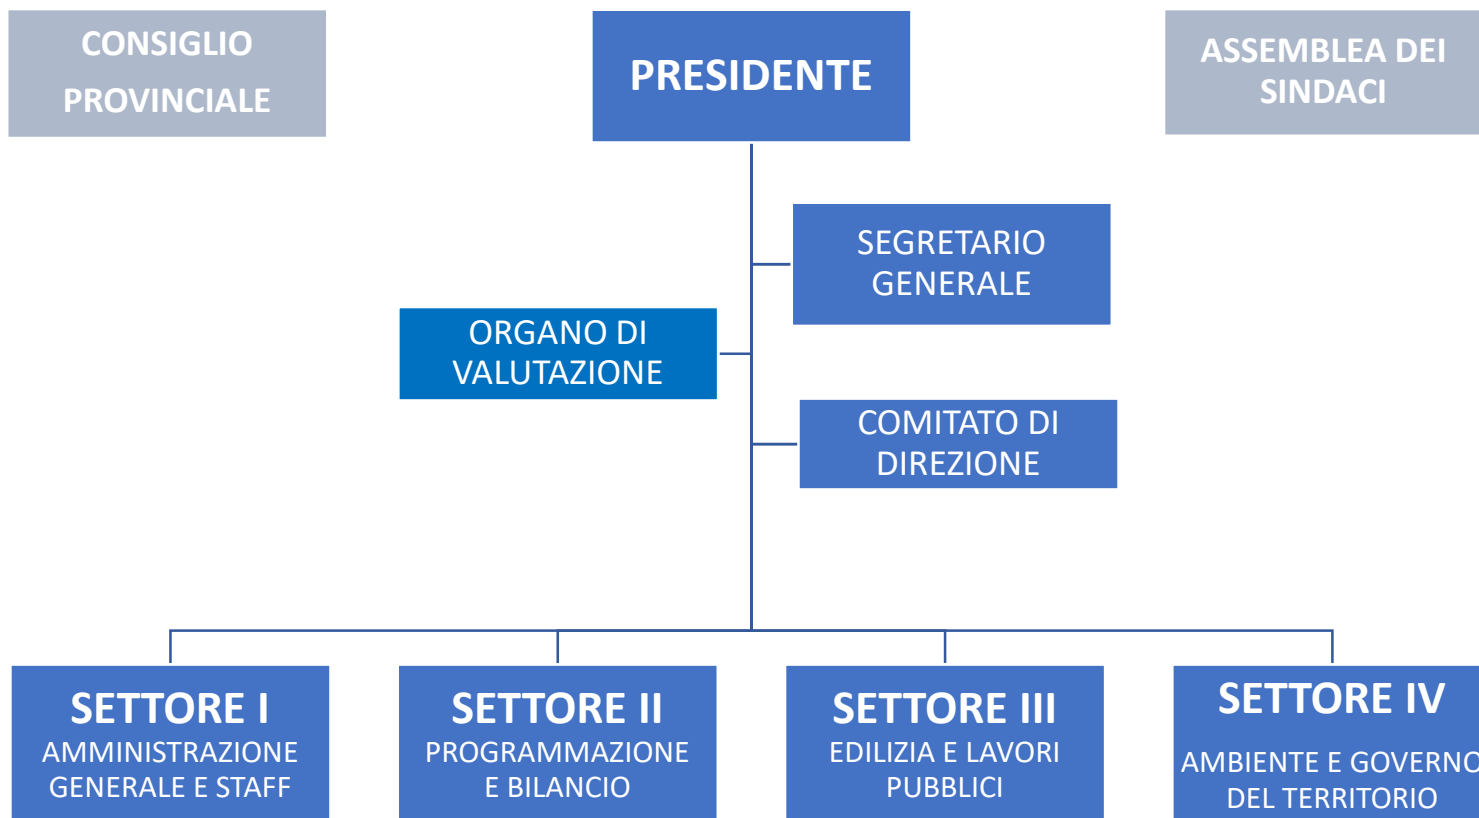 CONSIGLIO
PROVINCIALE
PRESIDENTE
ASSEMBLEA DEI
SINDACI
SEGRETARIO
GENERALE
ORGANO DI
VALUTAZIONE
COMITATO DI
DIREZIONE
SETTORE I
AMMINISTRAZIONE
GENERALE E STAFF
SETTORE II
PROGRAMMAZIONE
E BILANCIO
SETTORE III
EDILIZIA E LAVORI
PUBBLICI
SETTORE IV
AMBIENTE E GOVERNO
DEL TERRITORIO